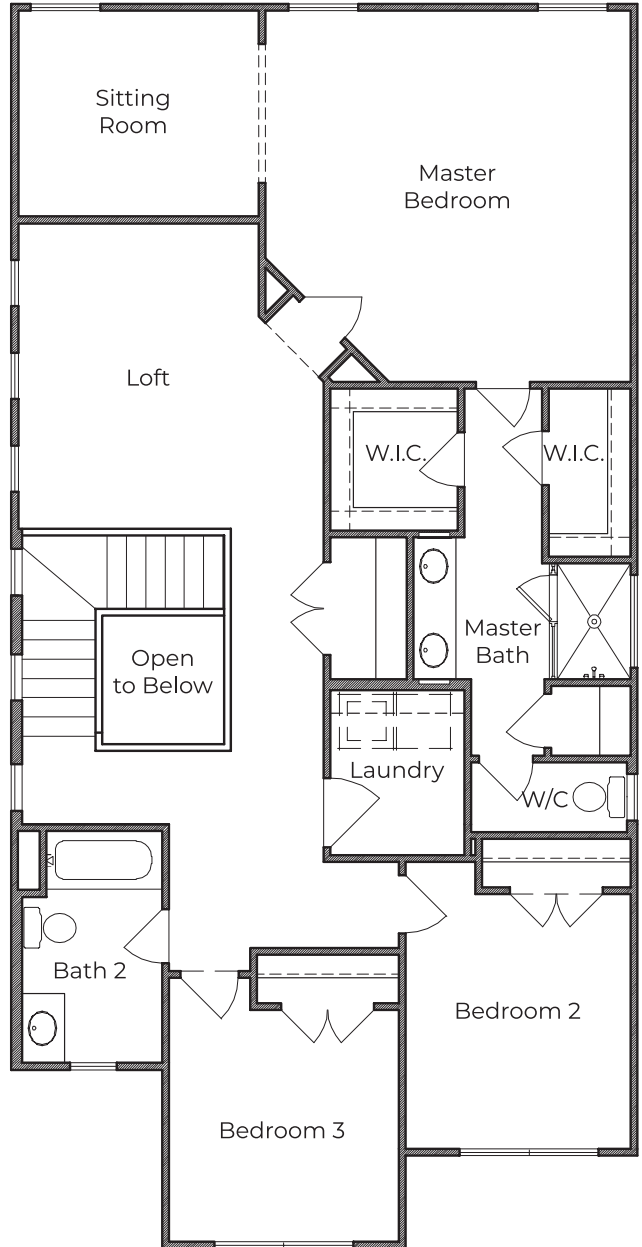 Sitting
Room
Master
Bedroom
Loft
W.I.C.
W.I.C.
Master
Bath
Open
to Below
Laundry
W/C
Bath 2
Bedroom 2
Bedroom 3